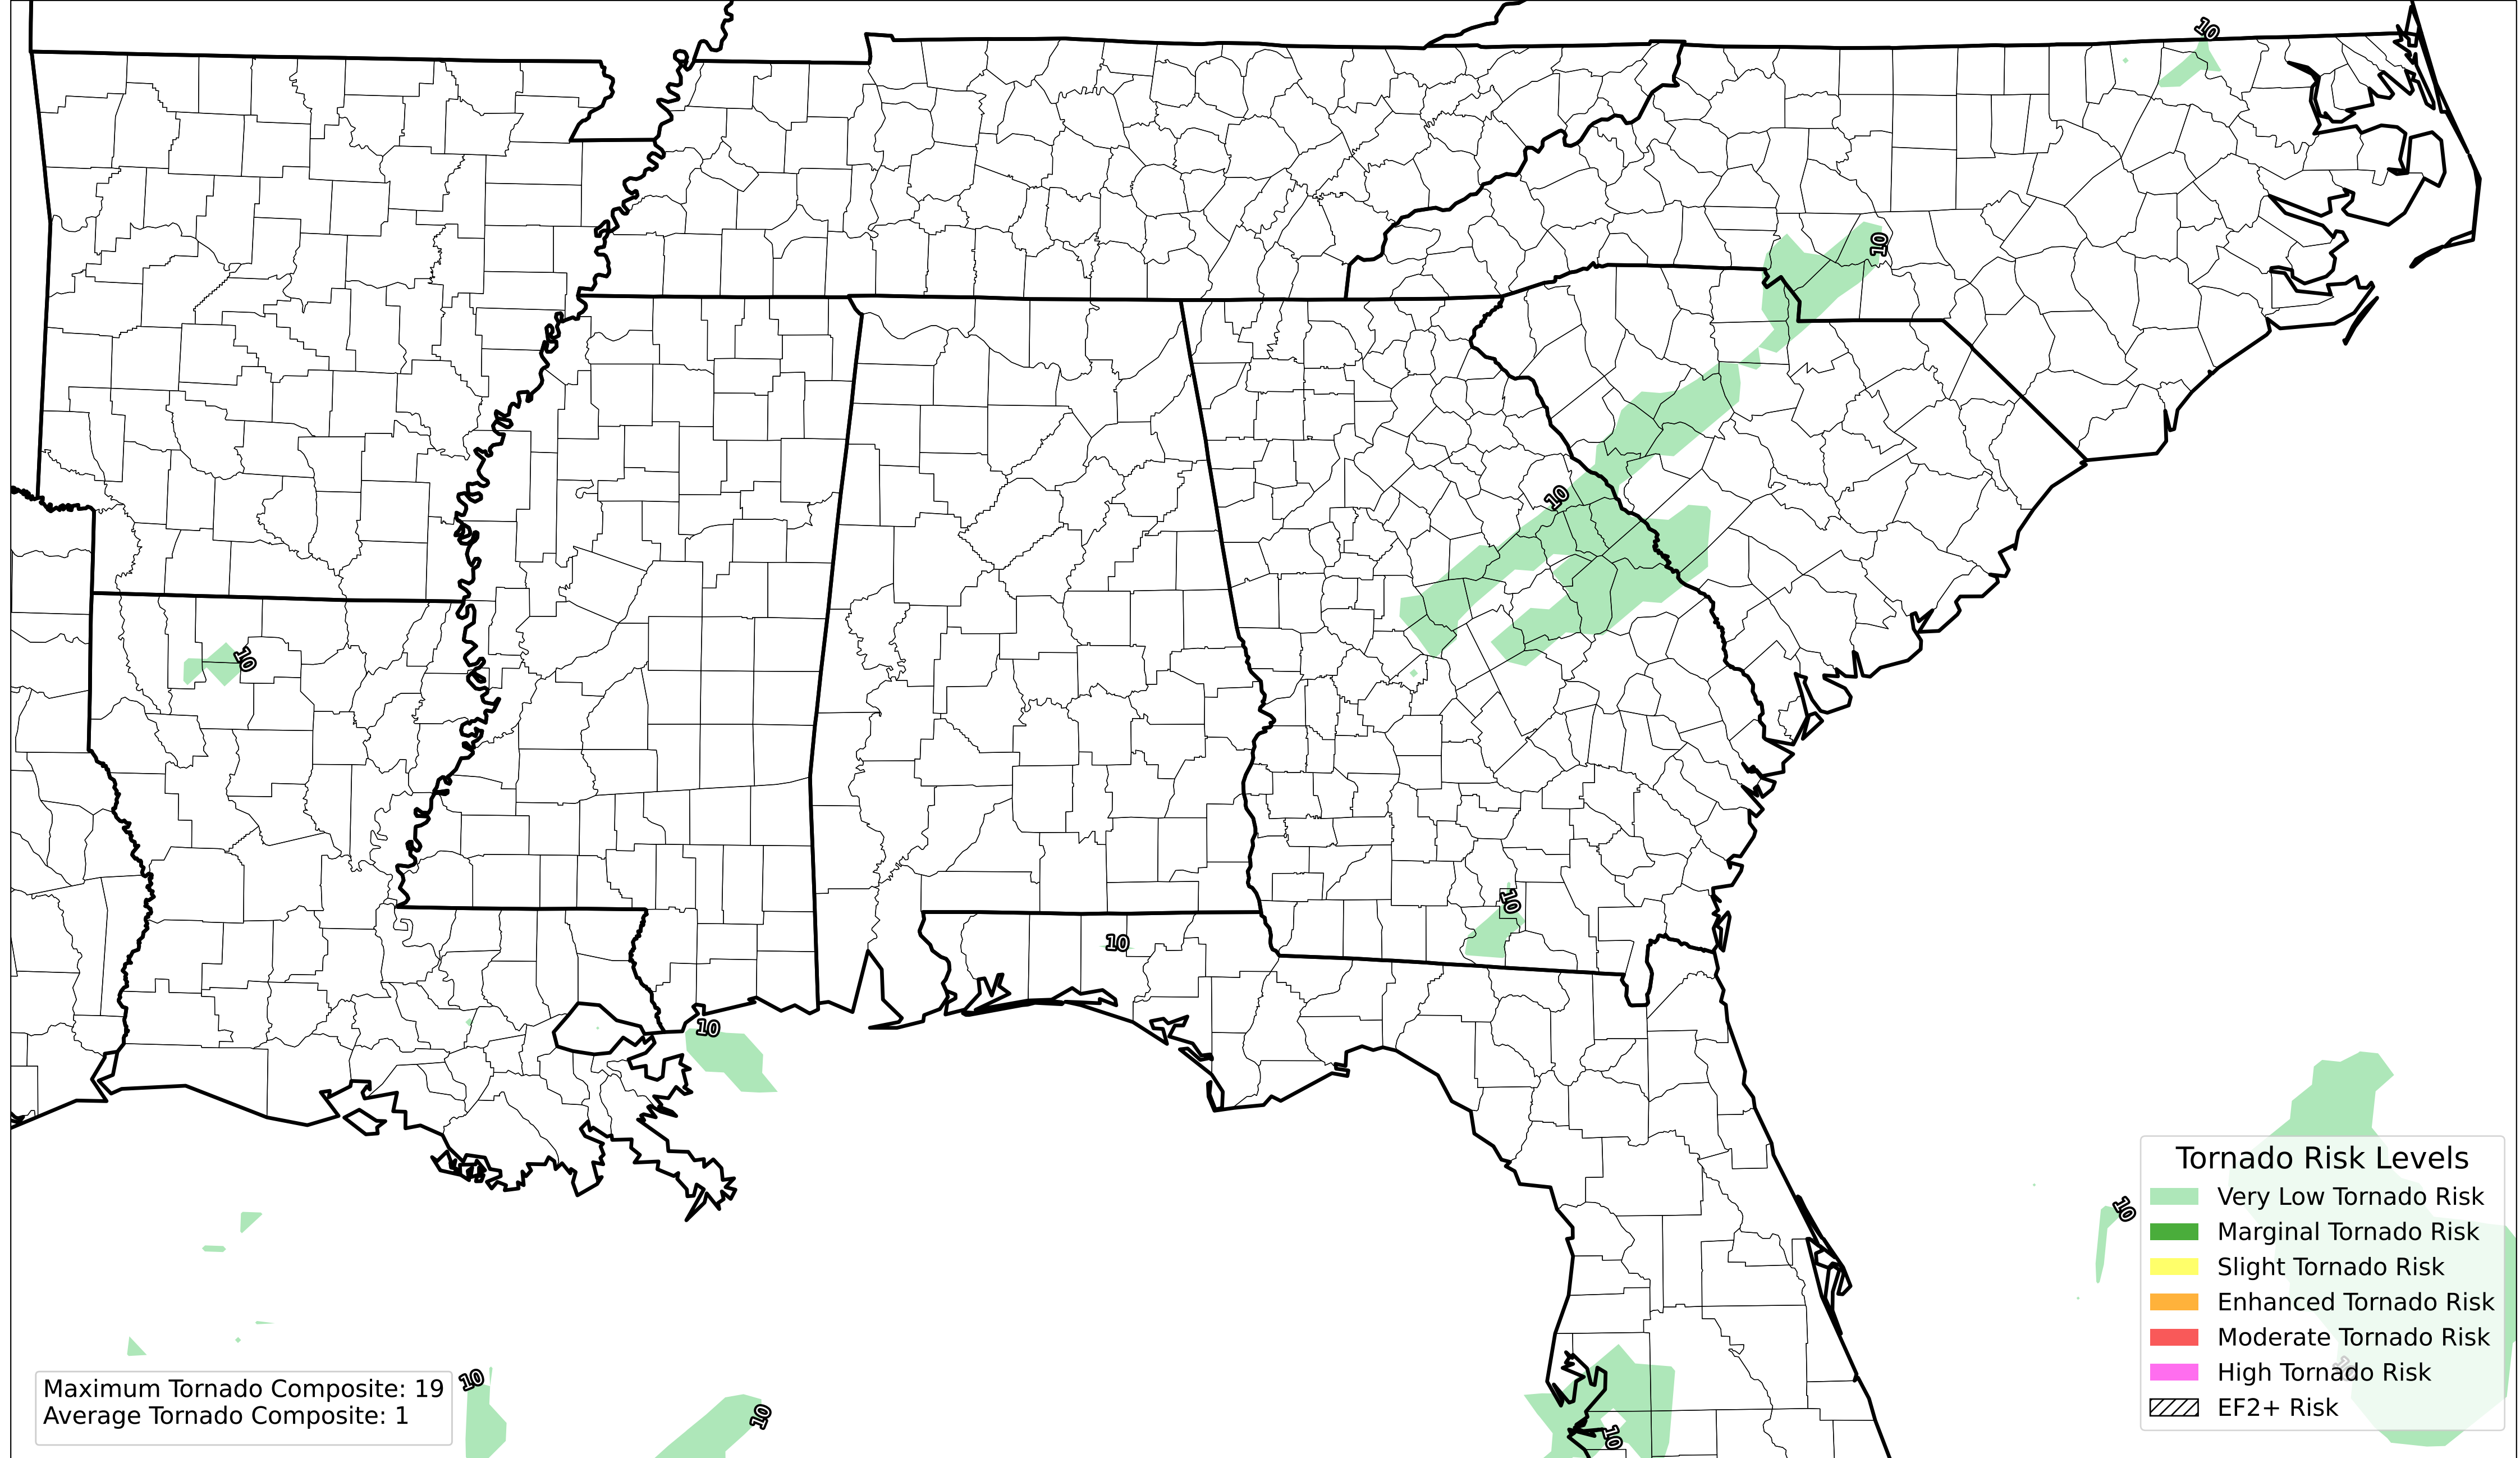 10
10
10
10
10
10
10
10
10
10
10
10
Tornado Risk Levels
Very Low Tornado Risk
Marginal Tornado Risk
Slight Tornado Risk
Enhanced Tornado Risk
Moderate Tornado Risk
High Tornado Risk
EF2+ Risk
Maximum Tornado Composite: 19
Average Tornado Composite: 1